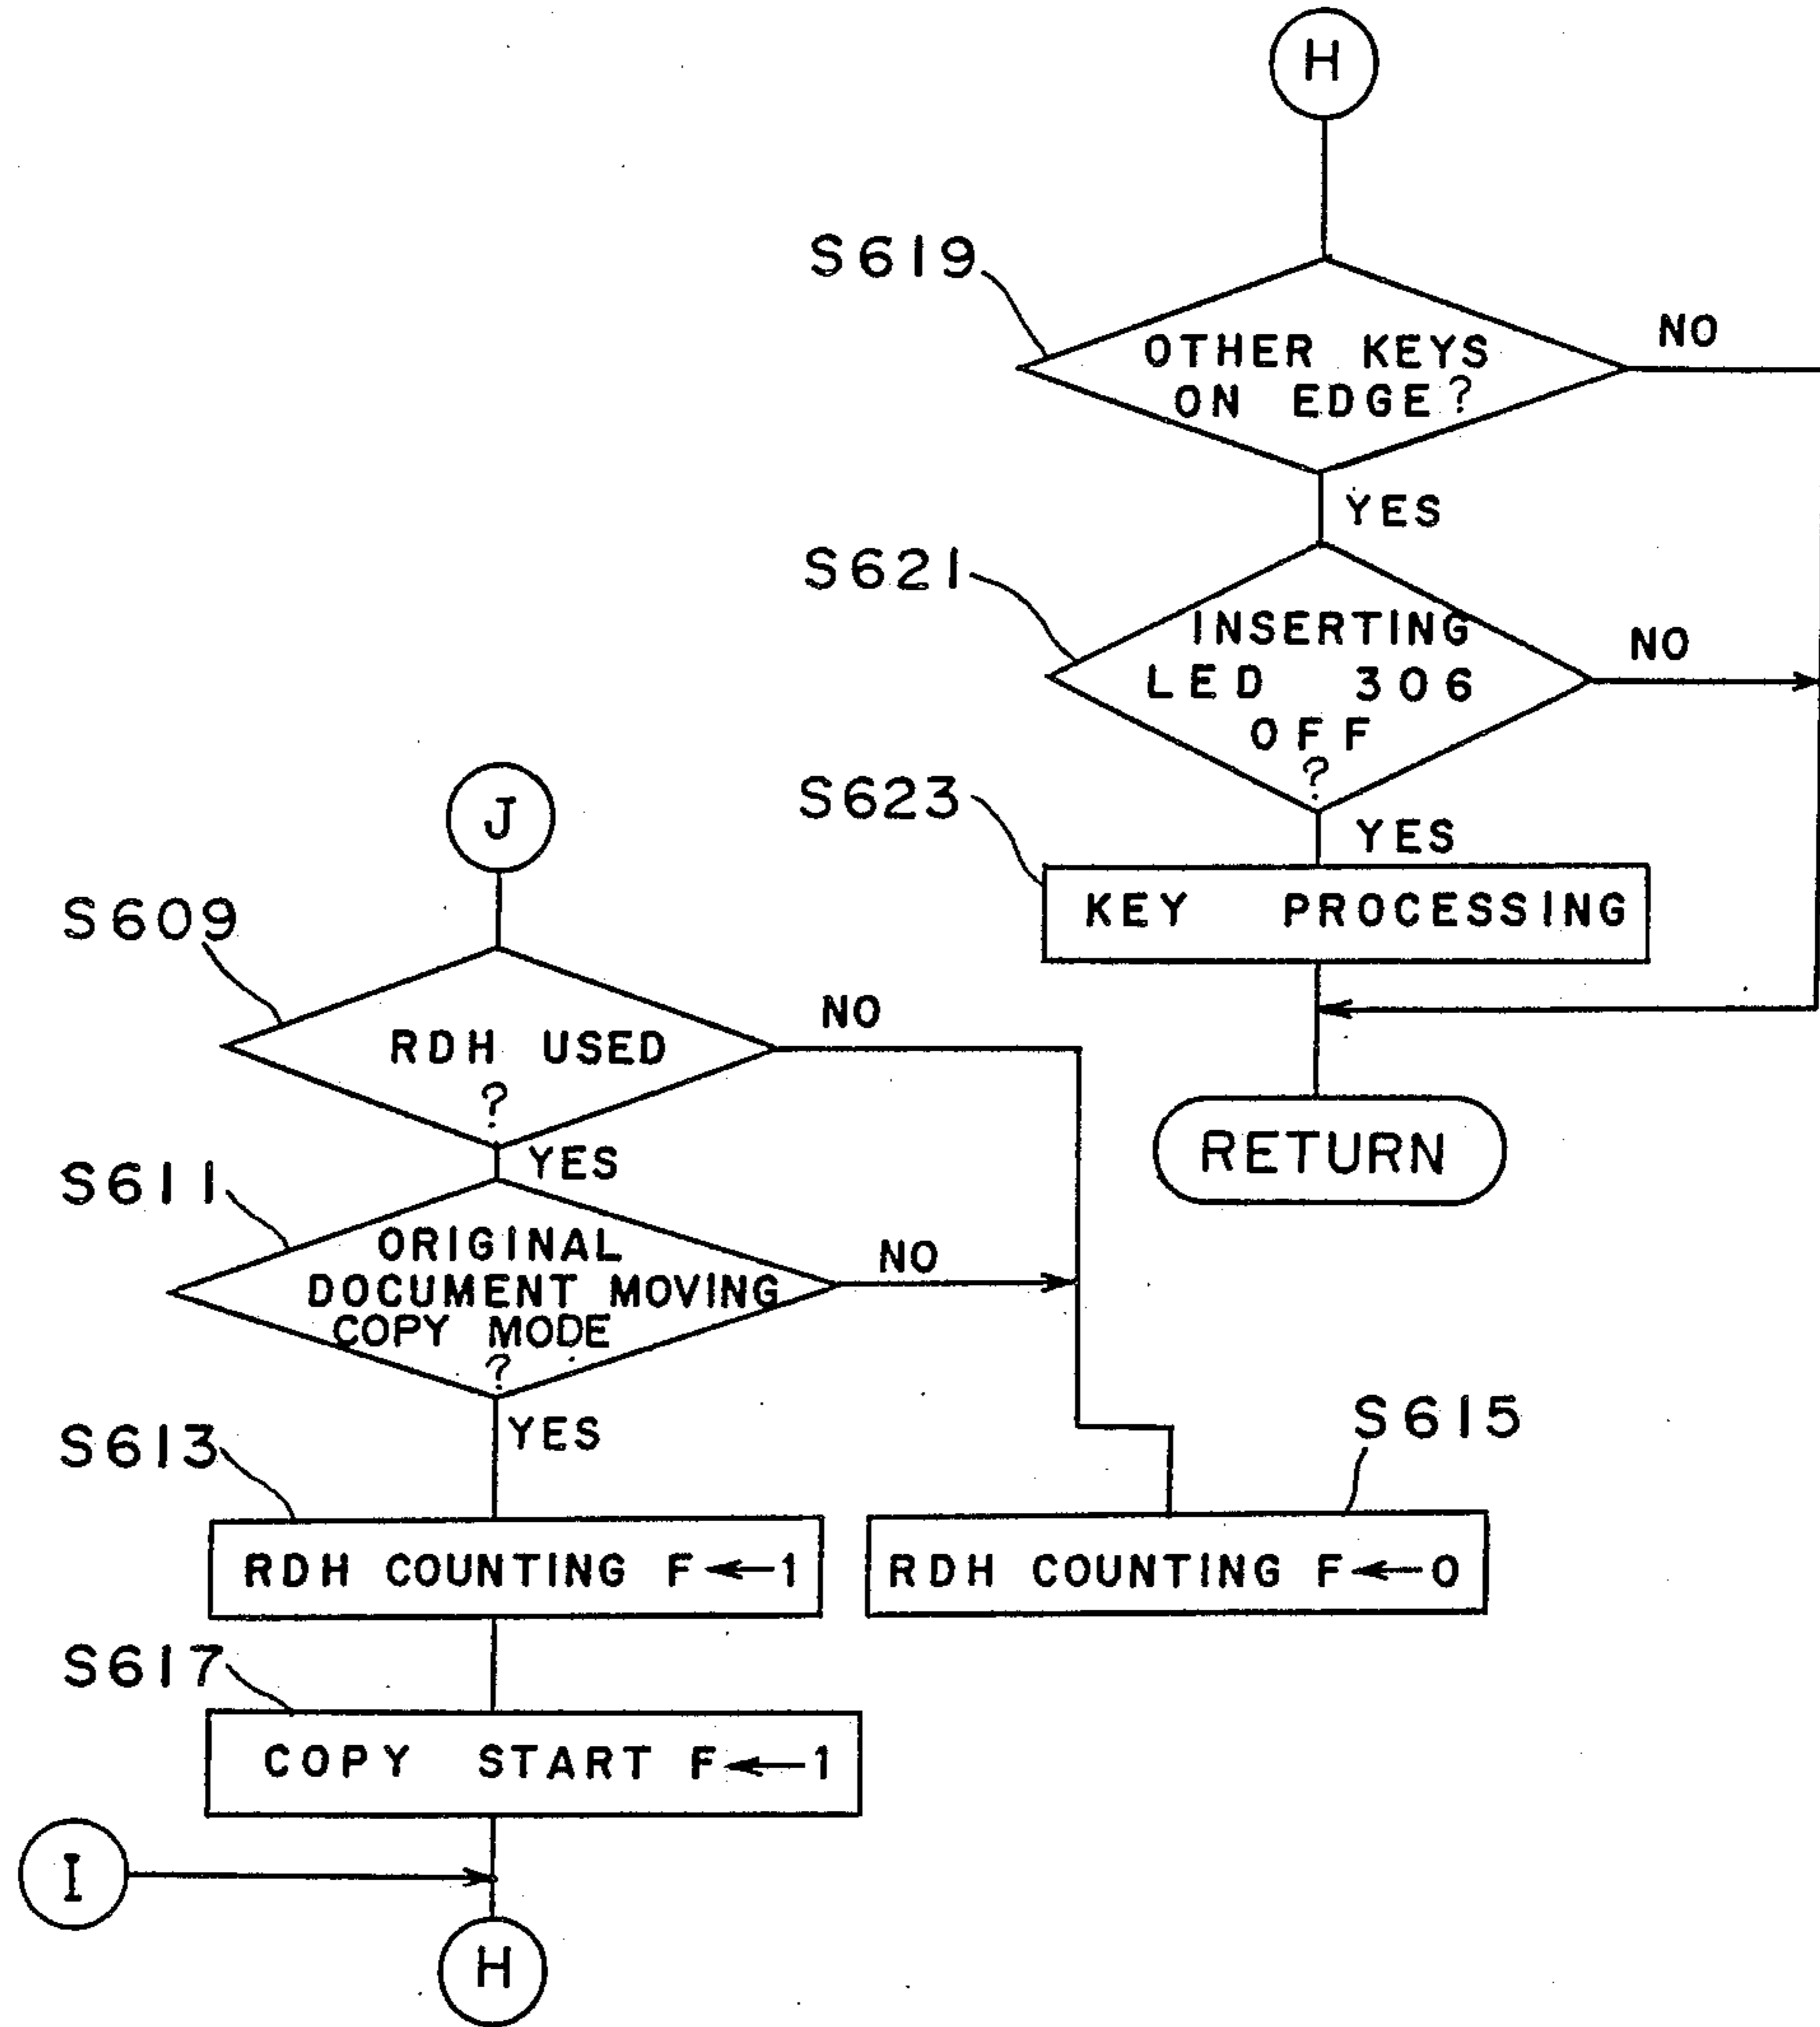 H
S619
OTHER KEYS
ON EDGE?
NO
YES
S621
INSERTING
LED 306
OFF
?
NO
YES
S623
KEY PROCESSING
RETURN
J
S609
RDH USED
?
NO
YES
S611
ORIGINAL
DOCUMENT MOVING
COPY MODE
?
NO
YES
S613
RDH COUNTING F←1
S615
RDH COUNTING F←0
S617
COPY START F←1
I
H